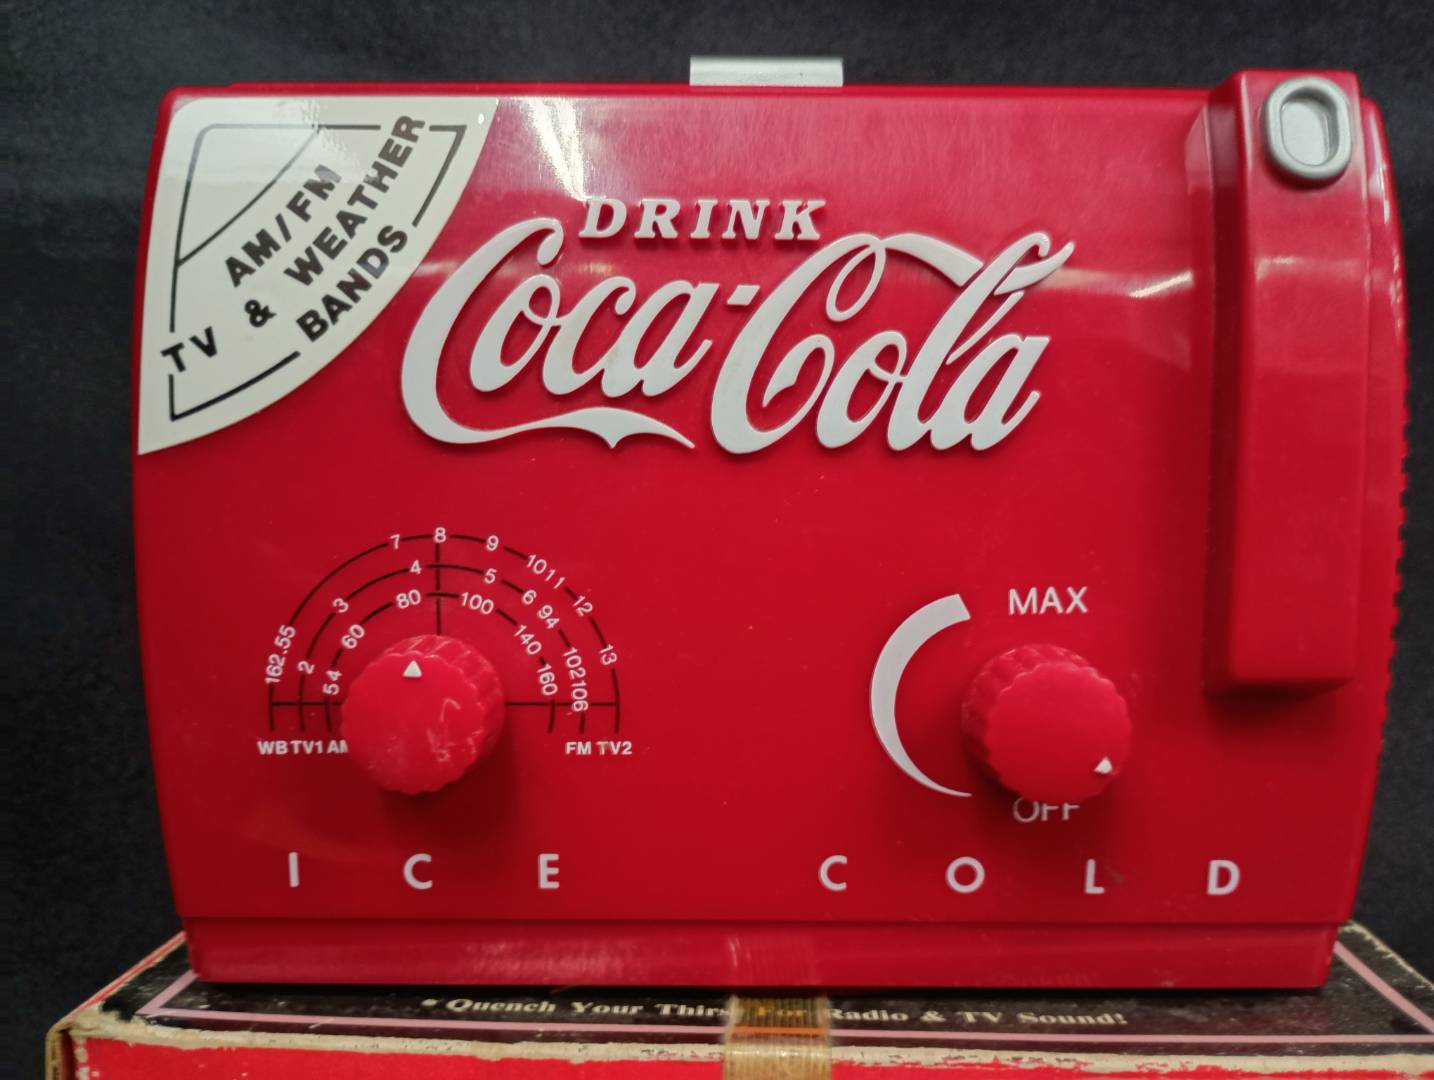 AM/FM
TV & WEATHER
BANDS
DRINK
Coca-Cola
7 8 9 10 11 12 13
162.55
2 3 4 5 6
94 102 106
54 60 80 100 140 160
WB TV1 AM
FM TV2
MAX
OFF
ICE COLD
Quench Your Thirst For Radio & TV Sound!